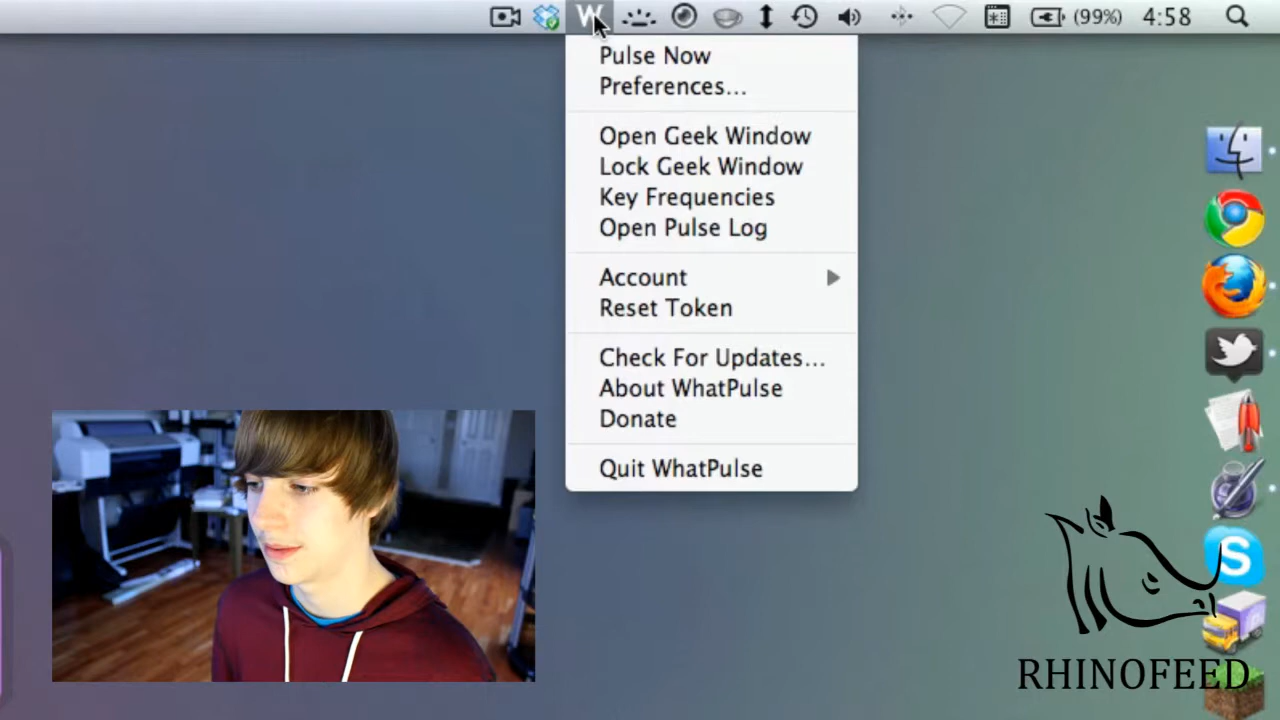 W (99%) 4:58
Pulse Now
Preferences...
Open Geek Window
Lock Geek Window
Key Frequencies
Open Pulse Log
Account
Reset Token
Check For Updates...
About WhatPulse
Donate
Quit WhatPulse
S
RHINOFEED